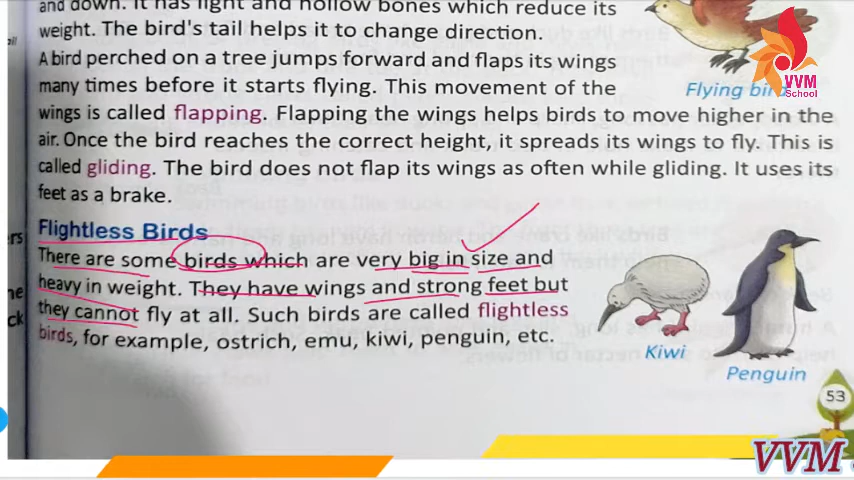 and down. It has light and hollow bones which reduce its
weight. The bird's tail helps it to change direction.
A bird perched on a tree jumps forward and flaps its wings
many times before it starts flying. This movement of the
wings is called flapping. Flapping the wings helps birds to move higher in the
air. Once the bird reaches the correct height, it spreads its wings to fly. This is
called gliding. The bird does not flap its wings as often while gliding. It uses its
feet as a brake.
Flying bird
VVM
School
Flightless Birds
There are some birds which are very big in size and
heavy in weight. They have wings and strong feet but
they cannot fly at all. Such birds are called flightless
birds, for example, ostrich, emu, kiwi, penguin, etc.
Kiwi
Penguin
53
VVM